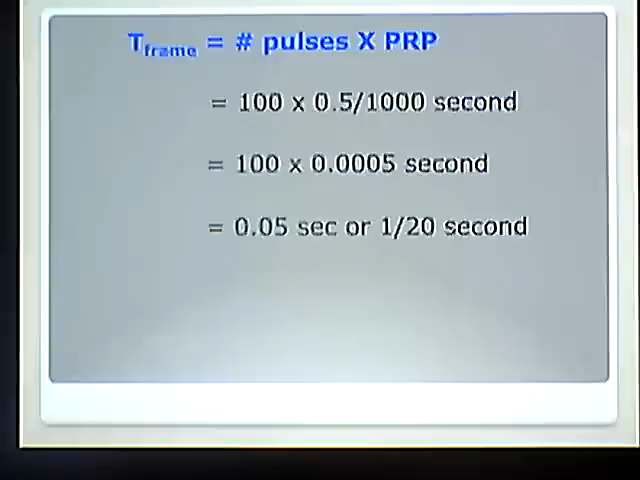 Tframe = # pulses X PRP
= 100 x 0.5/1000 second
= 100 x 0.0005 second
= 0.05 sec or 1/20 second